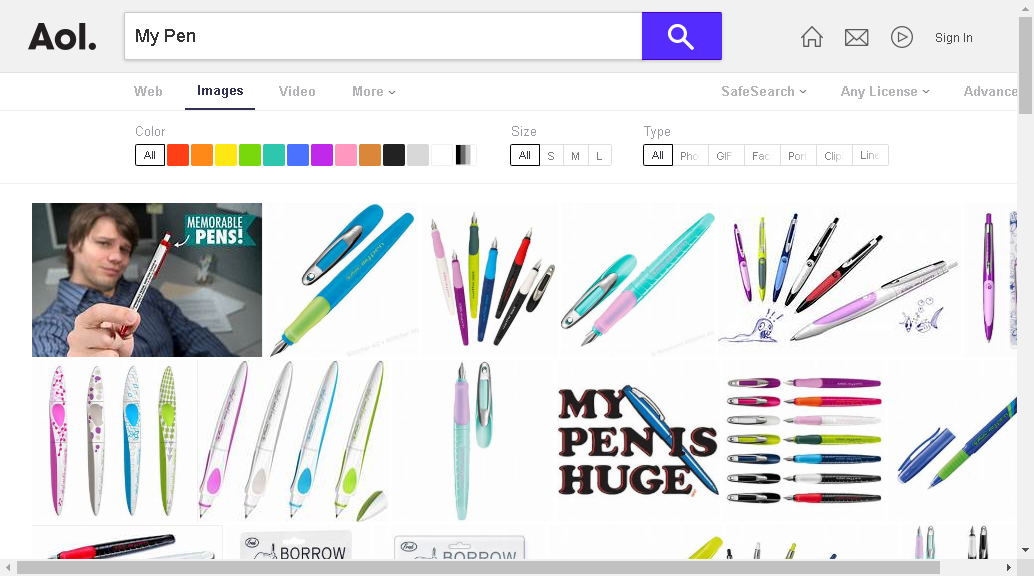 Aol.
My Pen
Sign In
Web
Images
Video
More
SafeSearch
Any License
Advance
Color
Size
Type
All
All
S
M
L
All
Pho
GIF
Fac
Por
Clip
Line
MEMORABLE
PENS!
MY
PEN IS
HUGE
BORROW
BORROW